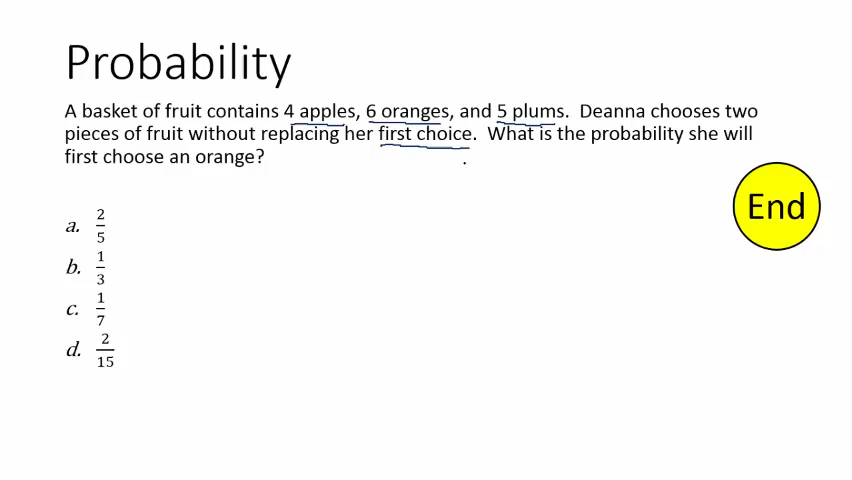 Probability
A basket of fruit contains 4 apples, 6 oranges, and 5 plums. Deanna chooses two
pieces of fruit without replacing her first choice. What is the probability she will
first choose an orange?
End
a. 2/5
b. 1/3
c. 1/7
d. 2/15